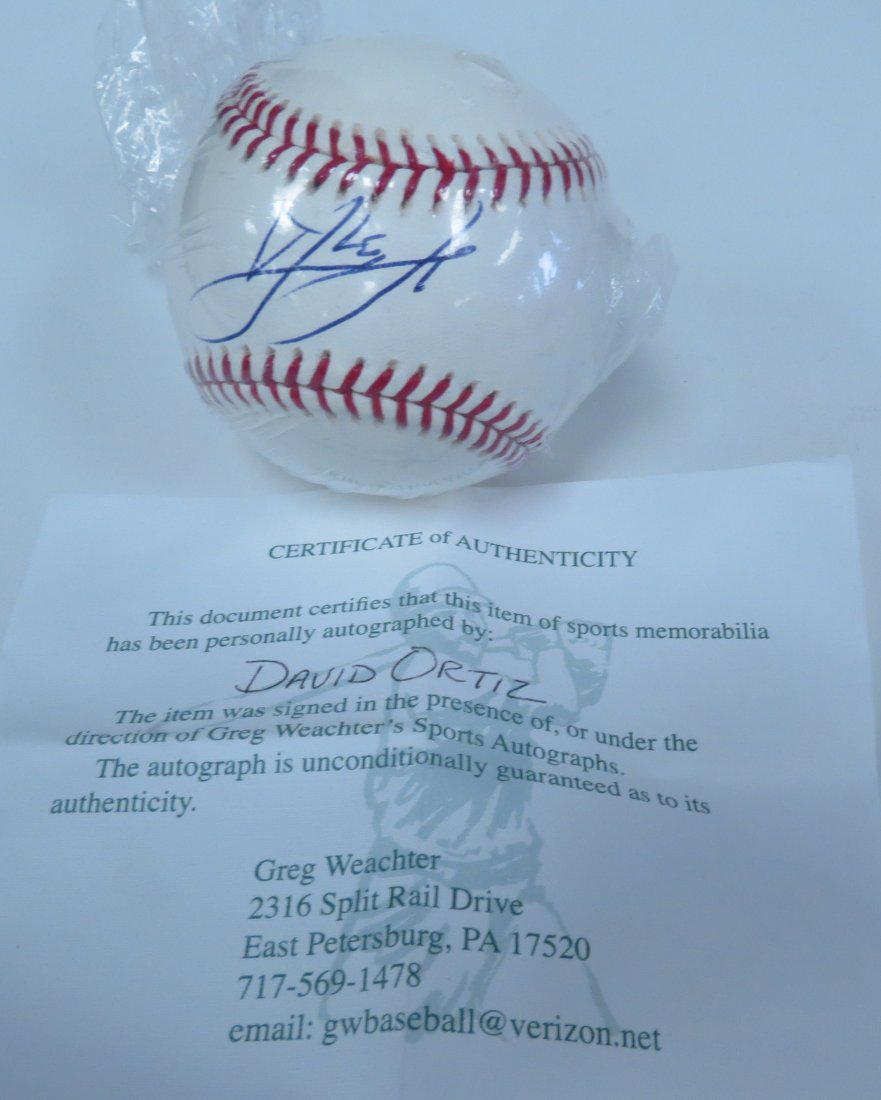 CERTIFICATE of AUTHENTICITY
This document certifies that this item of sports memorabilia
has been personally autographed by:
DAVID ORTIZ
The item was signed in the presence of, or under the
direction of Greg Weachter's Sports Autographs.
The autograph is unconditionally guaranteed as to its
authenticity.
Greg Weachter
2316 Split Rail Drive
East Petersburg, PA 17520
717-569-1478
email: gwbaseball@verizon.net